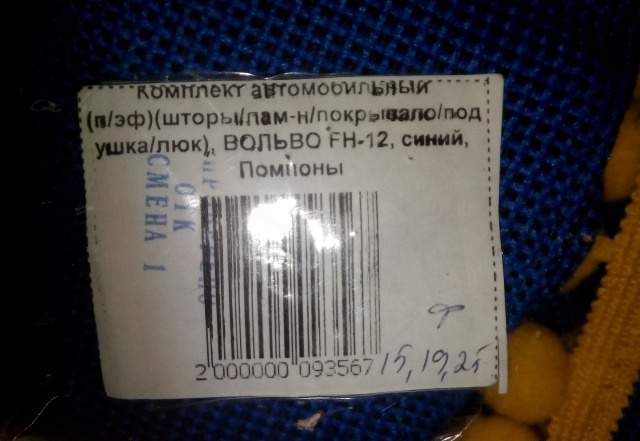 Комплект автомобильный
(п/эф)(шторы/лам-н/покрывало/под
ушка/люк), ВОЛЬВО FH-12, синий,
Помпоны
ОТК
СМЕНА 1
2 000000 093567
15, 19, 25